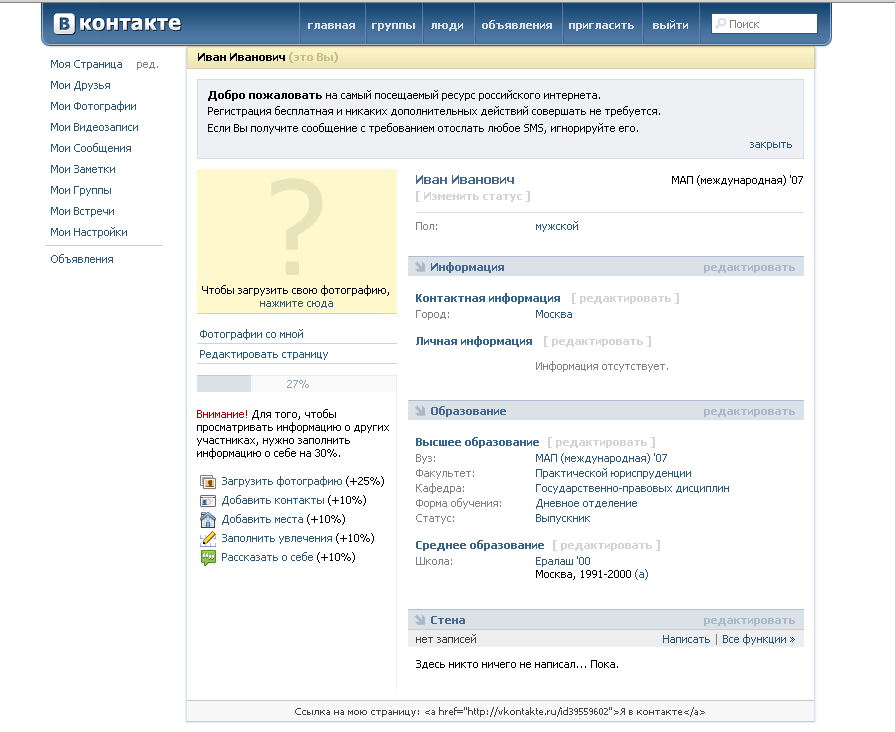 В контакте
главная группы люди объявления пригласить выйти Поиск
Моя Страница ред.
Мои Друзья
Мои Фотографии
Мои Видеозаписи
Мои Сообщения
Мои Заметки
Мои Группы
Мои Встречи
Мои Настройки
Объявления
Иван Иванович (это Вы)
Добро пожаловать на самый посещаемый ресурс российского интернета.
Регистрация бесплатная и никаких дополнительных действий совершать не требуется.
Если Вы получите сообщение с требованием отослать любое SMS, игнорируйте его.
закрыть
?
Чтобы загрузить свою фотографию,
нажмите сюда
Фотографии со мной
Редактировать страницу
27%
Внимание! Для того, чтобы
просматривать информацию о других
участниках, нужно заполнить
информацию о себе на 30%.
Загрузить фотографию (+25%)
Добавить контакты (+10%)
Добавить места (+10%)
Заполнить увлечения (+10%)
Рассказать о себе (+10%)
Иван Иванович МАП (международная) '07
[ Изменить статус ]
Пол: мужской
Информация редактировать
Контактная информация [ редактировать ]
Город: Москва
Личная информация [ редактировать ]
Информация отсутствует.
Образование редактировать
Высшее образование [ редактировать ]
Вуз: МАП (международная) '07
Факультет: Практической юриспруденции
Кафедра: Государственно-правовых дисциплин
Форма обучения: Дневное отделение
Статус: Выпускник
Среднее образование [ редактировать ]
Школа: Ералаш '00
Москва, 1991-2000 (а)
Стена редактировать
нет записей Написать | Все функции »
Здесь никто ничего не написал... Пока.
Ссылка на мою страницу: <a href="http://vkontakte.ru/id39559602">Я в контакте</a>